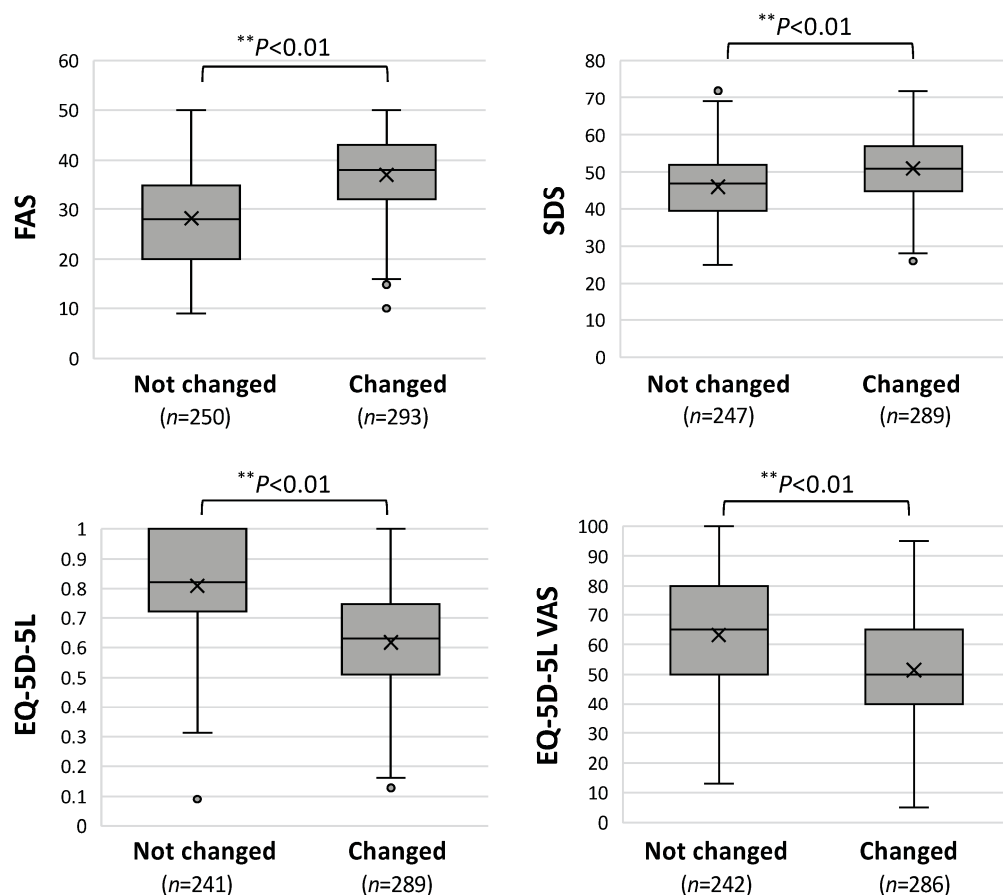 **P<0.01
60
50
40
30
20
10
0
FAS
Not changed
Changed
(n=250)
(n=293)
**P<0.01
80
70
60
50
40
30
20
10
0
SDS
Not changed
Changed
(n=247)
(n=289)
**P<0.01
1
0.9
0.8
0.7
0.6
0.5
0.4
0.3
0.2
0.1
0
EQ-5D-5L
Not changed
Changed
(n=241)
(n=289)
**P<0.01
100
90
80
70
60
50
40
30
20
10
0
EQ-5D-5L VAS
Not changed
Changed
(n=242)
(n=286)